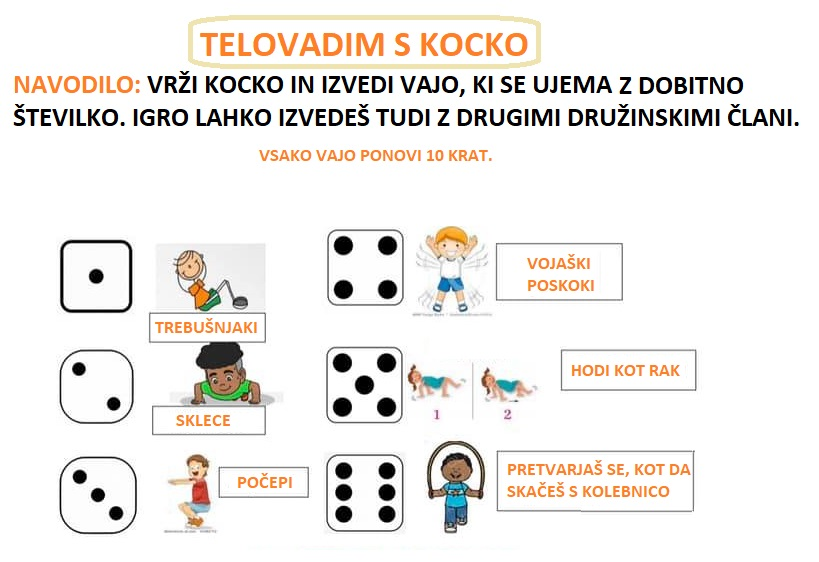 TELOVADIM S KOCKO
NAVODILO: VRŽI KOCKO IN IZVEDI VAJO, KI SE UJEMA Z DOBITNO
ŠTEVILKO. IGRO LAHKO IZVEDEŠ TUDI Z DRUGIMI DRUŽINSKIMI ČLANI.
VSAKO VAJO PONOVI 10 KRAT.
TREBUŠNJAKI
VOJAŠKI
POSKOKI
SKLECE
HODI KOT RAK
1 2
POČEPI
PRETVARJAŠ SE, KOT DA
SKAČEŠ S KOLEBNICO